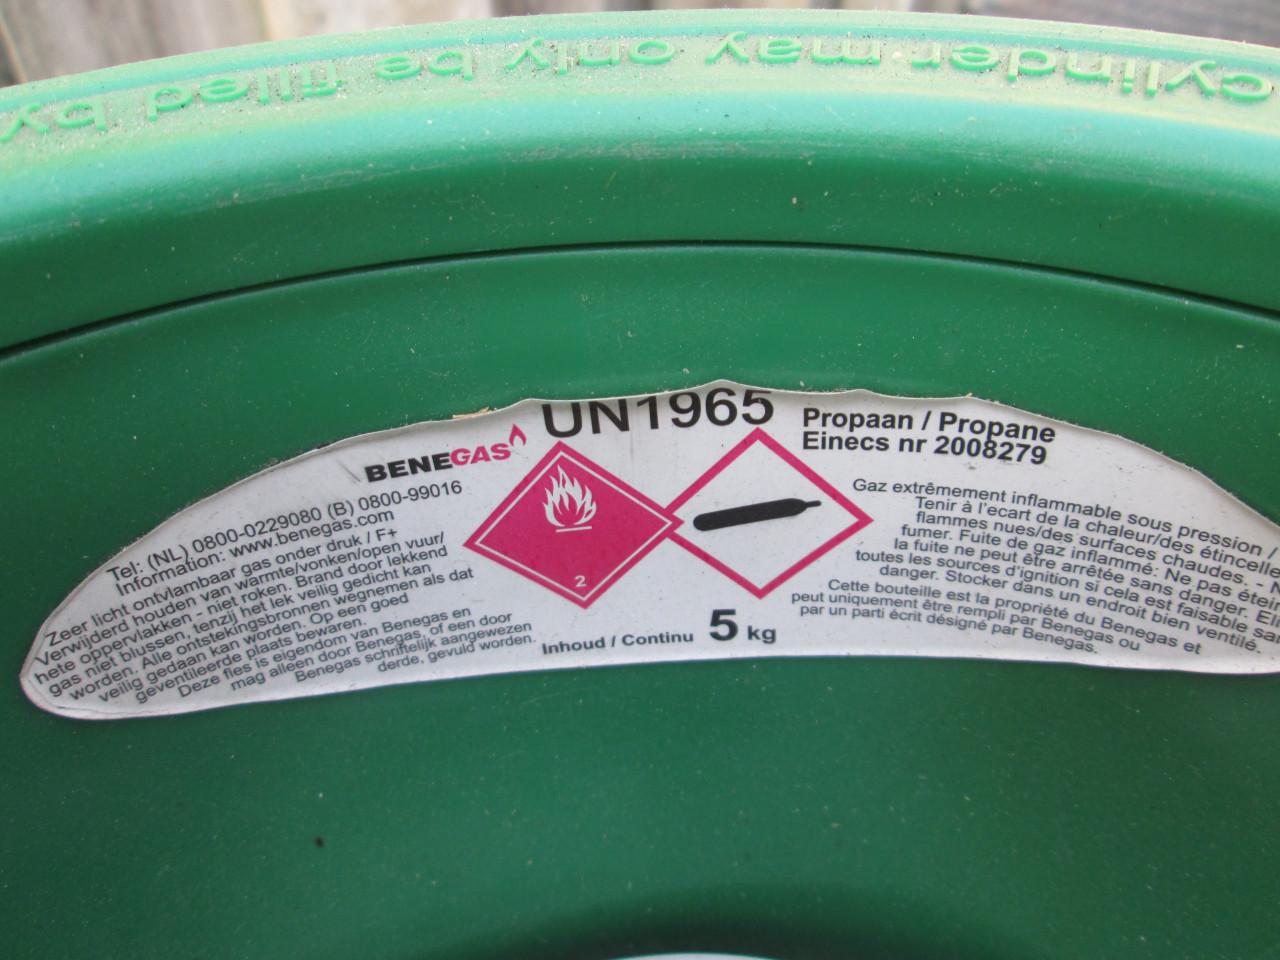 cylinder may only be filled by
UN1965
BENEGAS
Tel: (NL) 0800-0229080 (B) 0800-99016
Information: www.benegas.com
Zeer licht ontvlambaar gas onder druk / F+
Verwijderd houden van warmte/vonken/open vuur/
hete oppervlakken - niet roken. Brand door lekkend
gas niet blussen, tenzij het lek veilig gedicht kan
worden. Alle ontstekingsbronnen wegnemen als dat
veilig gedaan kan worden. Op een goed
geventileerde plaats bewaren.
Deze fles is eigendom van Benegas en
mag alleen door Benegas, of een door
Benegas schriftelijk aangewezen
derde, gevuld worden.
2
Inhoud / Continu 5 kg
Propaan / Propane
Einecs nr 2008279
Gaz extrêmement inflammable sous pression /
Tenir à l'ecart de la chaleur/des étincelle
flammes nues/des surfaces chaudes. - N
fumer. Fuite de gaz inflammé: Ne pas étein
la fuite ne peut être arrêtée sans danger. Eli
toutes les sources d'ignition si cela est faisable sa
danger. Stocker dans un endroit bien ventilé.
Cette bouteille est la propriété du Benegas et
peut uniquement être rempli par Benegas ou
par un parti écrit désigné par Benegas.